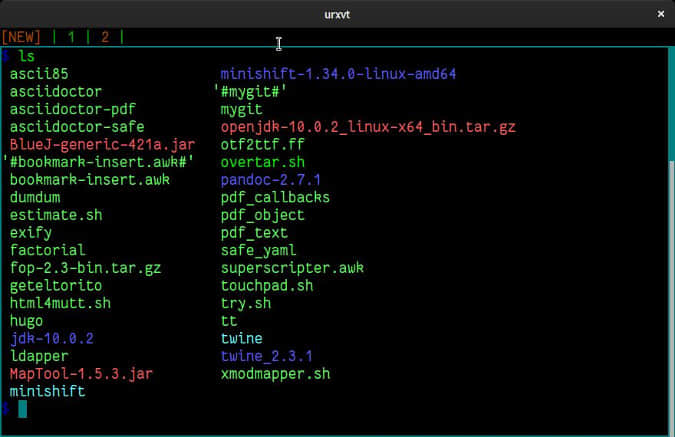 urxvt ×
[NEW] | 1 | 2 |
$ ls
ascii85 minishift-1.34.0-linux-amd64
asciidoctor '#mygit#'
asciidoctor-pdf mygit
asciidoctor-safe openjdk-10.0.2_linux-x64_bin.tar.gz
BlueJ-generic-421a.jar otf2ttf.ff
'#bookmark-insert.awk#' overtar.sh
bookmark-insert.awk pandoc-2.7.1
dumdum pdf_callbacks
estimate.sh pdf_object
exify pdf_text
factorial safe_yaml
fop-2.3-bin.tar.gz superscripter.awk
geteltorito touchpad.sh
html4mutt.sh try.sh
hugo tt
jdk-10.0.2 twine
ldapper twine_2.3.1
MapTool-1.5.3.jar xmodmapper.sh
minishift
$